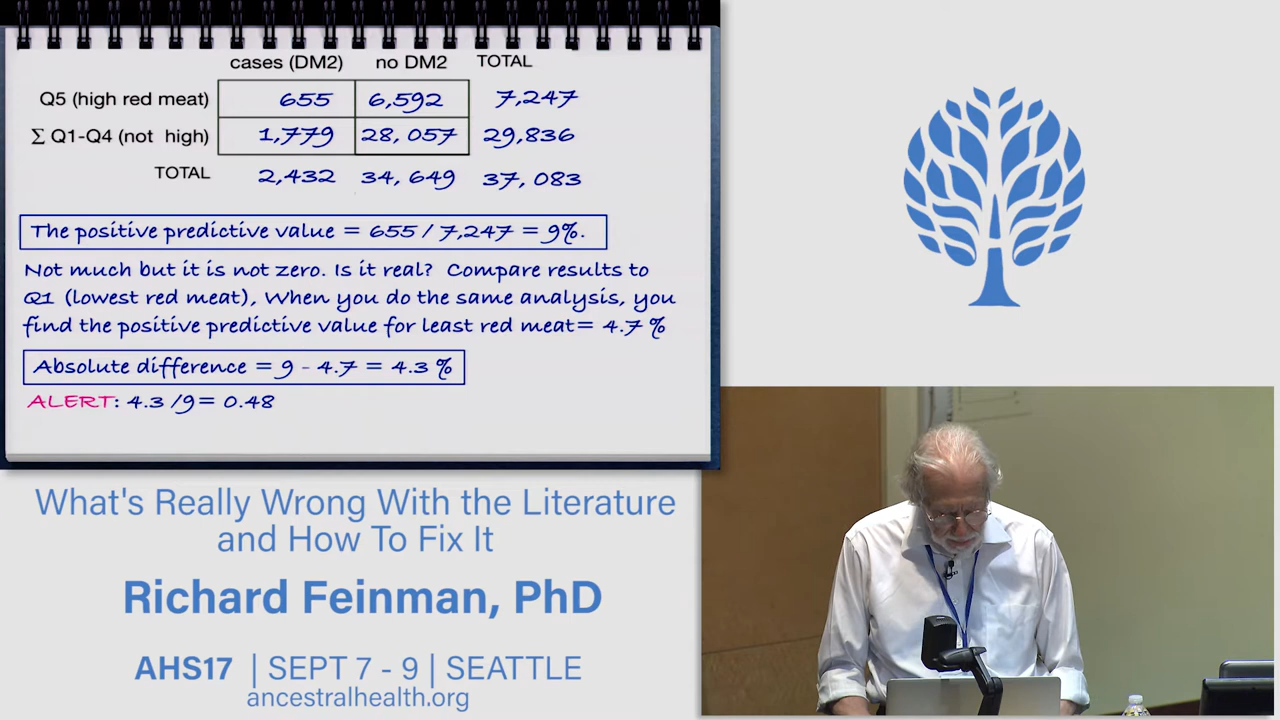 cases (DM2) no DM2 TOTAL
Q5 (high red meat) 655 6,592 7,247
Σ Q1-Q4 (not high) 1,779 28,057 29,836
TOTAL 2,432 34,649 37,083
The positive predictive value = 655 / 7,247 = 9%.
Not much but it is not zero. Is it real? Compare results to
Q1 (lowest red meat), When you do the same analysis, you
find the positive predictive value for least red meat= 4.7 %
Absolute difference = 9 - 4.7 = 4.3 %
ALERT: 4.3 /9= 0.48
What's Really Wrong With the Literature
and How To Fix It
Richard Feinman, PhD
AHS17 | SEPT 7 - 9 | SEATTLE
ancestralhealth.org